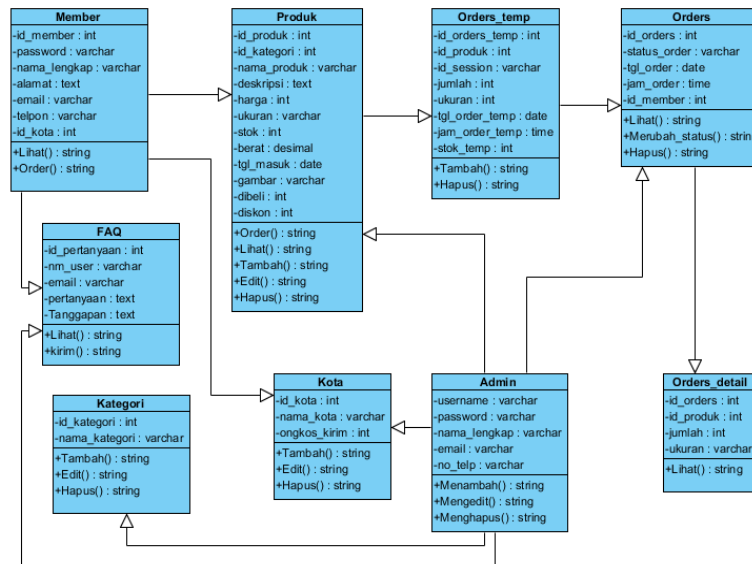 Member
-id_member : int
-password : varchar
-nama_lengkap : varchar
-alamat : text
-email : varchar
-telpon : varchar
-id_kota : int
+Lihat() : string
+Order() : string
Produk
-id_produk : int
-id_kategori : int
-nama_produk : varchar
-deskripsi : text
-harga : int
-ukuran : varchar
-stok : int
-berat : desimal
-tgl_masuk : date
-gambar : varchar
-dibeli : int
-diskon : int
+Order() : string
+Lihat() : string
+Tambah() : string
+Edit() : string
+Hapus() : string
Orders_temp
-id_orders_temp : int
-id_produk : int
-id_session : varchar
-jumlah : int
-ukuran : int
-tgl_order_temp : date
-jam_order_temp : time
-stok_temp : int
+Tambah() : string
+Hapus() : string
Orders
-id_orders : int
-status_order : varchar
-tgl_order : date
-jam_order : time
-id_member : int
+Lihat() : string
+Merubah_status() : string
+Hapus() : string
FAQ
-id_pertanyaan : int
-nm_user : varchar
-email : varchar
-pertanyaan : text
-Tanggapan : text
+Lihat() : string
+kirim() : string
Kategori
-id_kategori : int
-nama_kategori : varchar
+Tambah() : string
+Edit() : string
+Hapus() : string
Kota
-id_kota : int
-nama_kota : varchar
-ongkos_kirim : int
+Tambah() : string
+Edit() : string
+Hapus() : string
Admin
-username : varchar
-password : varchar
-nama_lengkap : varchar
-email : varchar
-no_telp : varchar
+Menambah() : string
+Mengedit() : string
+Menghapus() : string
Orders_detail
-id_orders : int
-id_produk : int
-jumlah : int
-ukuran : varchar
+Lihat() : string